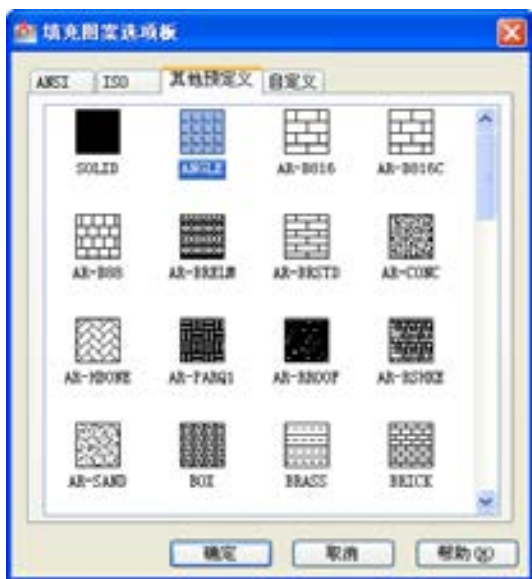 填充图案选项板
ANSI ISO 其他预定义 自定义
SOLID ANGLE AR-B816 AR-B816C
AR-B88 AR-BRELM AR-BRSTD AR-CONC
AR-HBONE AR-PARQ1 AR-RROOF AR-RSHKE
AR-SAND BOX BRASS BRICK
确定 取消 帮助(H)